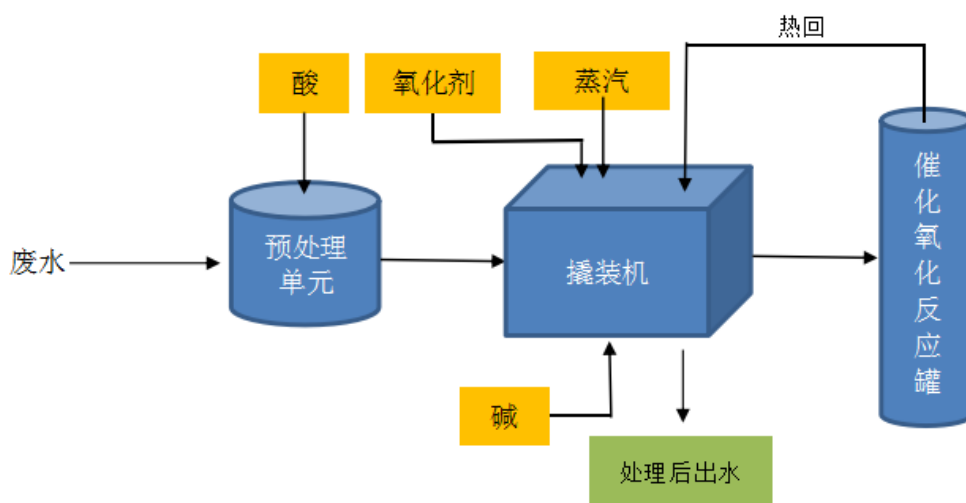 热回
酸
氧化剂
蒸汽
废水
预处理
单元
撬装机
催
化
氧
化
反
应
罐
碱
处理后出水